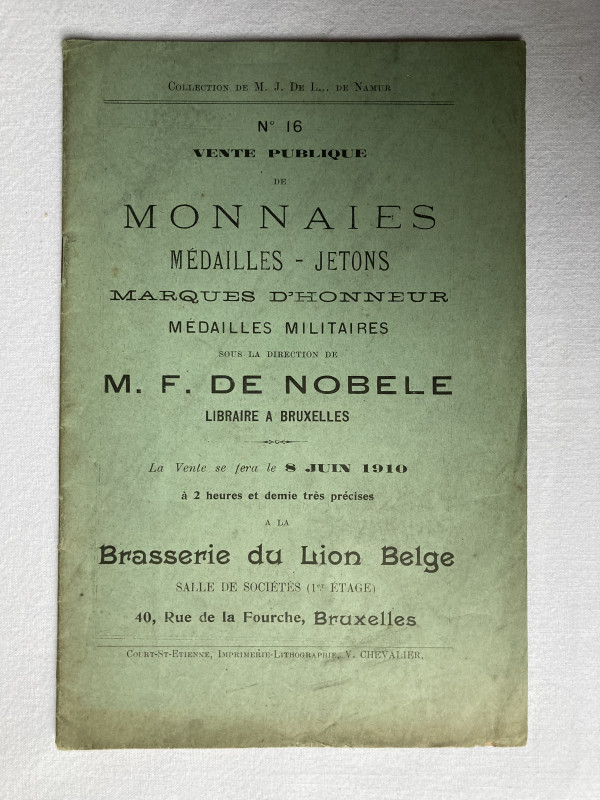 Collection de M. J. De L... de Namur
N° 16
VENTE PUBLIQUE
DE
MONNAIES
MÉDAILLES - JETONS
MARQUES D'HONNEUR
MÉDAILLES MILITAIRES
SOUS LA DIRECTION DE
M. F. DE NOBELE
LIBRAIRE A BRUXELLES
La Vente se fera le 8 JUIN 1910
à 2 heures et demie très précises
A LA
Brasserie du Lion Belge
SALLE DE SOCIÉTÉS (1er ÉTAGE)
40, Rue de la Fourche, Bruxelles
Court-St-Etienne, Imprimerie-Lithographie, V. CHEVALIER.